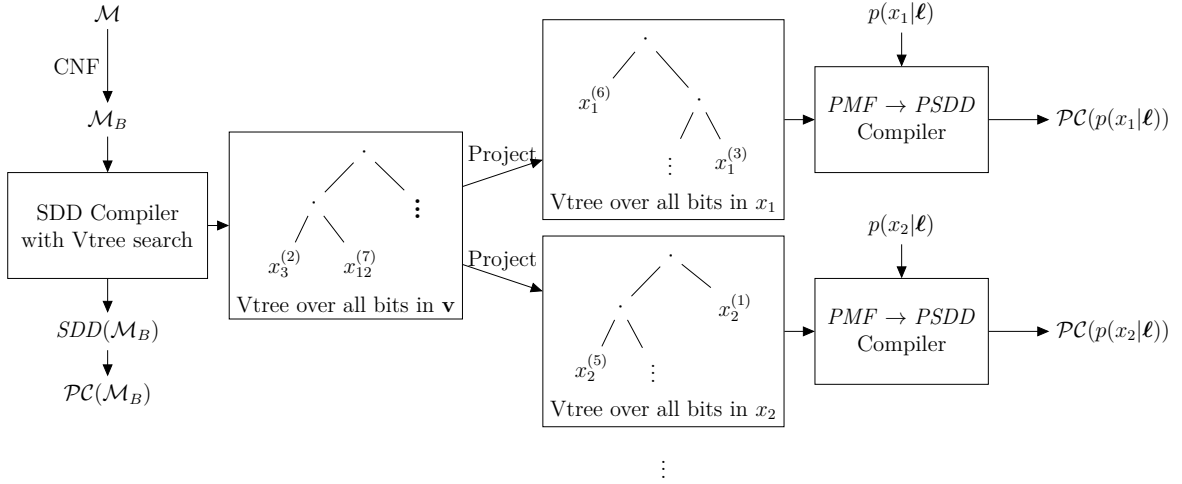 ℳ
CNF
ℳ_B
SDD Compiler
with Vtree search
SDD(ℳ_B)
𝒫𝒞(ℳ_B)
·
·
⋮
x_3^{(2)} x_{12}^{(7)}
Vtree over all bits in v
Project
Project
·
x_1^{(6)} ·
⋮ x_1^{(3)}
Vtree over all bits in x_1
·
· x_2^{(1)}
x_2^{(5)} ⋮
Vtree over all bits in x_2
⋮
p(x_1|ℓ)
PMF → PSDD
Compiler
𝒫𝒞(p(x_1|ℓ))
p(x_2|ℓ)
PMF → PSDD
Compiler
𝒫𝒞(p(x_2|ℓ))